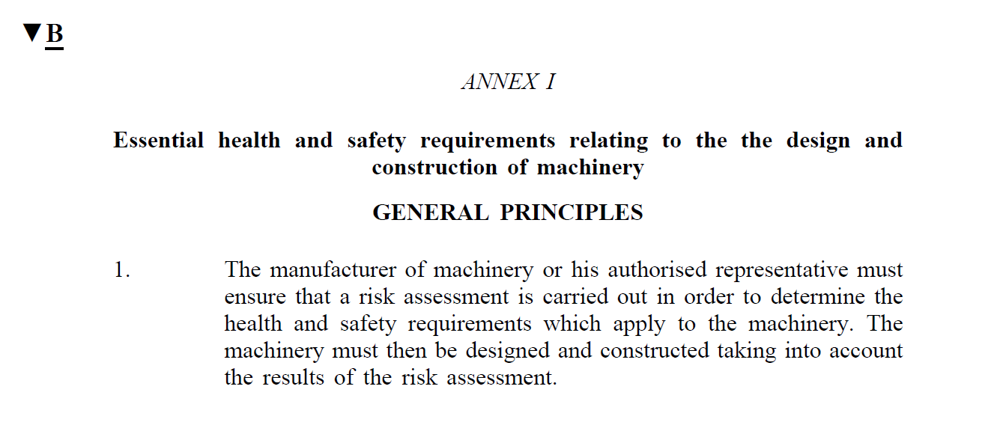 ▼B
ANNEX I
Essential health and safety requirements relating to the the design and
construction of machinery
GENERAL PRINCIPLES
1. The manufacturer of machinery or his authorised representative must
ensure that a risk assessment is carried out in order to determine the
health and safety requirements which apply to the machinery. The
machinery must then be designed and constructed taking into account
the results of the risk assessment.